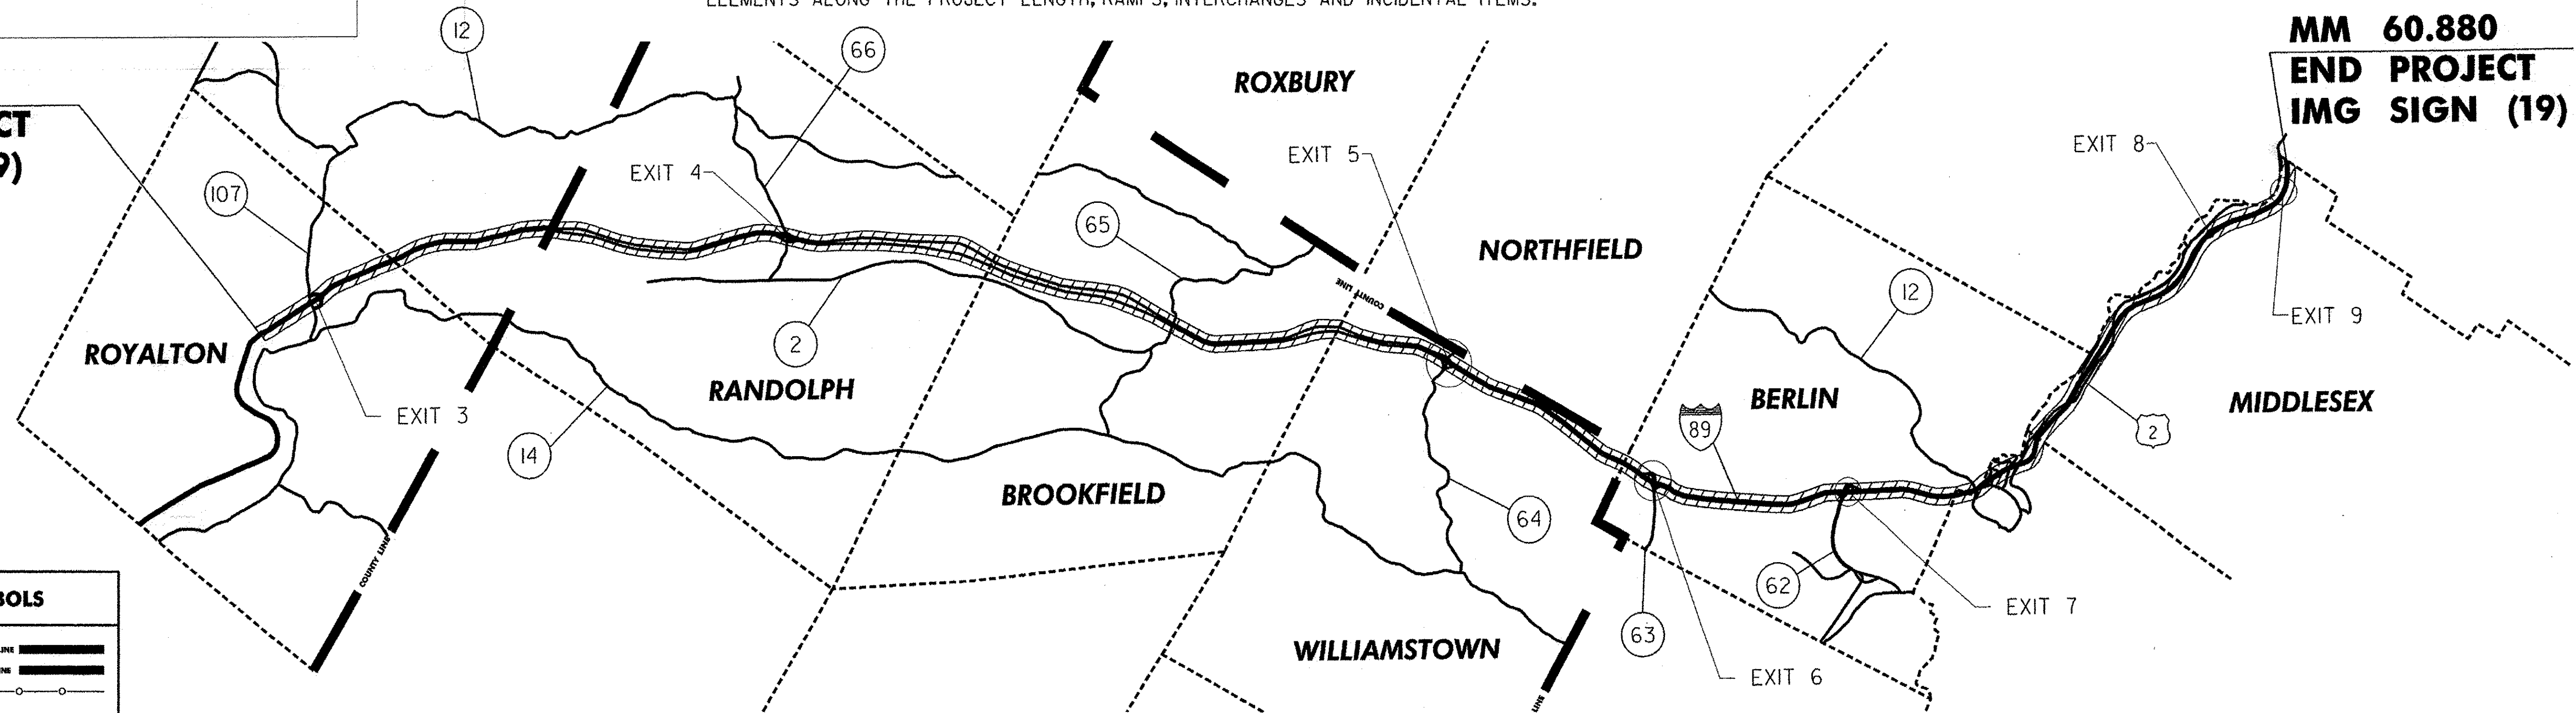 ELEMENTS ALONG THE PROJECT LENGTH, RAMPS, INTERCHANGES AND INCIDENTAL ITEMS.
MM 60.880
END PROJECT
IMG SIGN (19)
12
66
ROXBURY
EXIT 5
EXIT 8
CT
9)
107
EXIT 4
65
NORTHFIELD
12
COUNTY LINE
EXIT 9
ROYALTON
2
RANDOLPH
BERLIN
MIDDLESEX
89
2
EXIT 3
14
BROOKFIELD
64
COUNTY LINE
62
EXIT 7
BOLS
63
WILLIAMSTOWN
EXIT 6
LINE
INE
NE